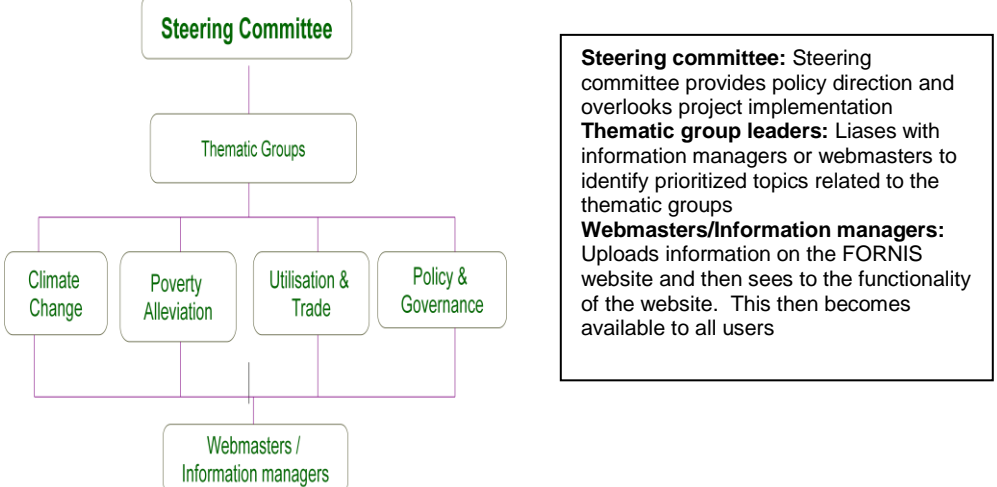 Steering Committee
Thematic Groups
Climate
Change
Poverty
Alleviation
Utilisation &
Trade
Policy &
Governance
Webmasters /
Information managers
Steering committee: Steering
committee provides policy direction and
overlooks project implementation
Thematic group leaders: Liases with
information managers or webmasters to
identify prioritized topics related to the
thematic groups
Webmasters/Information managers:
Uploads information on the FORNIS
website and then sees to the functionality
of the website.  This then becomes
available to all users